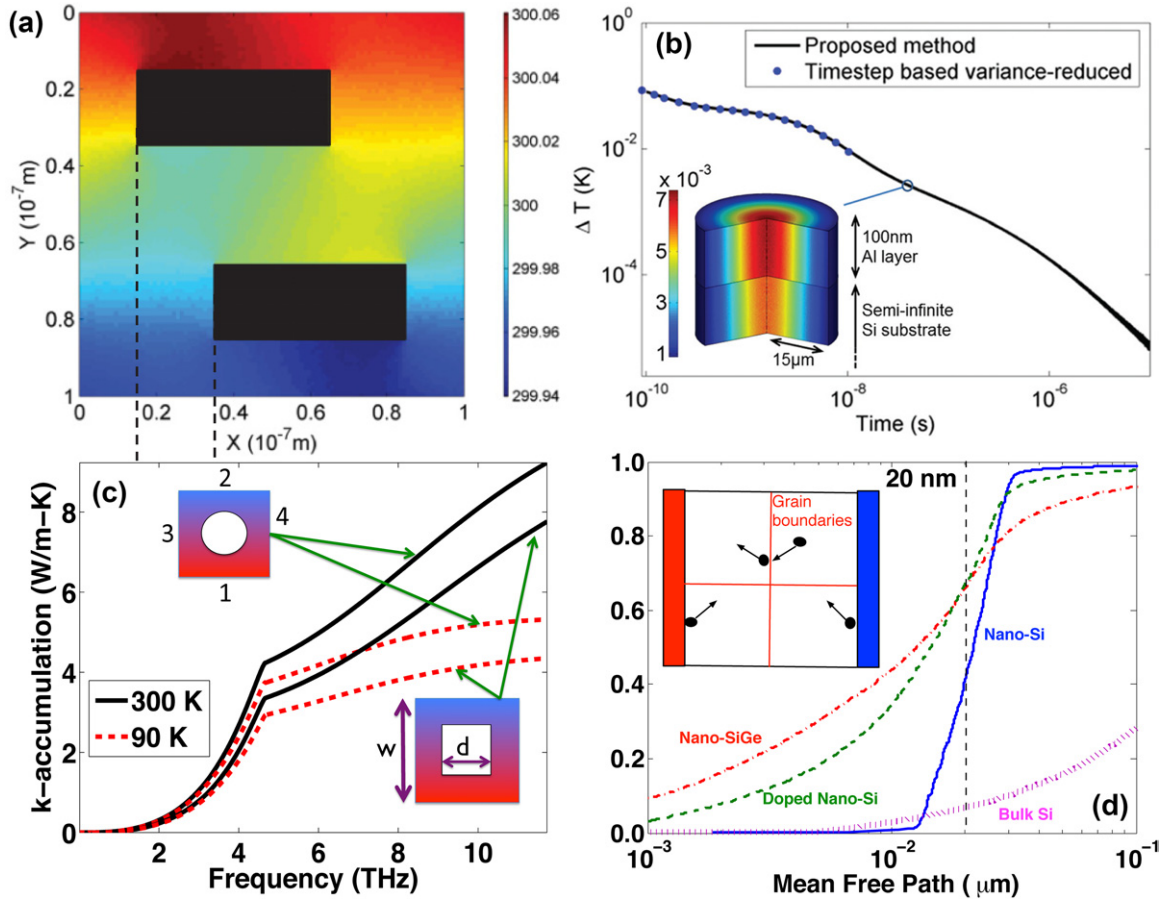 (a)
0
0.2
0.4
0.6
0.8
1
Y (10⁻⁷m)
0 0.2 0.4 0.6 0.8 1
X (10⁻⁷m)
300.06
300.04
300.02
300
299.98
299.96
299.94
(b)
Proposed method
Timestep based variance-reduced
10⁰
10⁻²
10⁻⁴
Δ T (K)
x 10⁻³
7
5
3
1
100nm
Al layer
Semi-infinite
Si substrate
15μm
10⁻¹⁰ 10⁻⁸ 10⁻⁶
Time (s)
(c)
8
6
4
2
0
k-accumulation (W/m-K)
2
3 4
1
300 K
90 K
w
d
2 4 6 8 10
Frequency (THz)
1.0
0.8
0.6
0.4
0.2
0.0
20 nm
Grain
boundaries
Nano-Si
Nano-SiGe
Doped Nano-Si
Bulk Si
(d)
10⁻³ 10⁻² 10⁻¹
Mean Free Path ( μm)